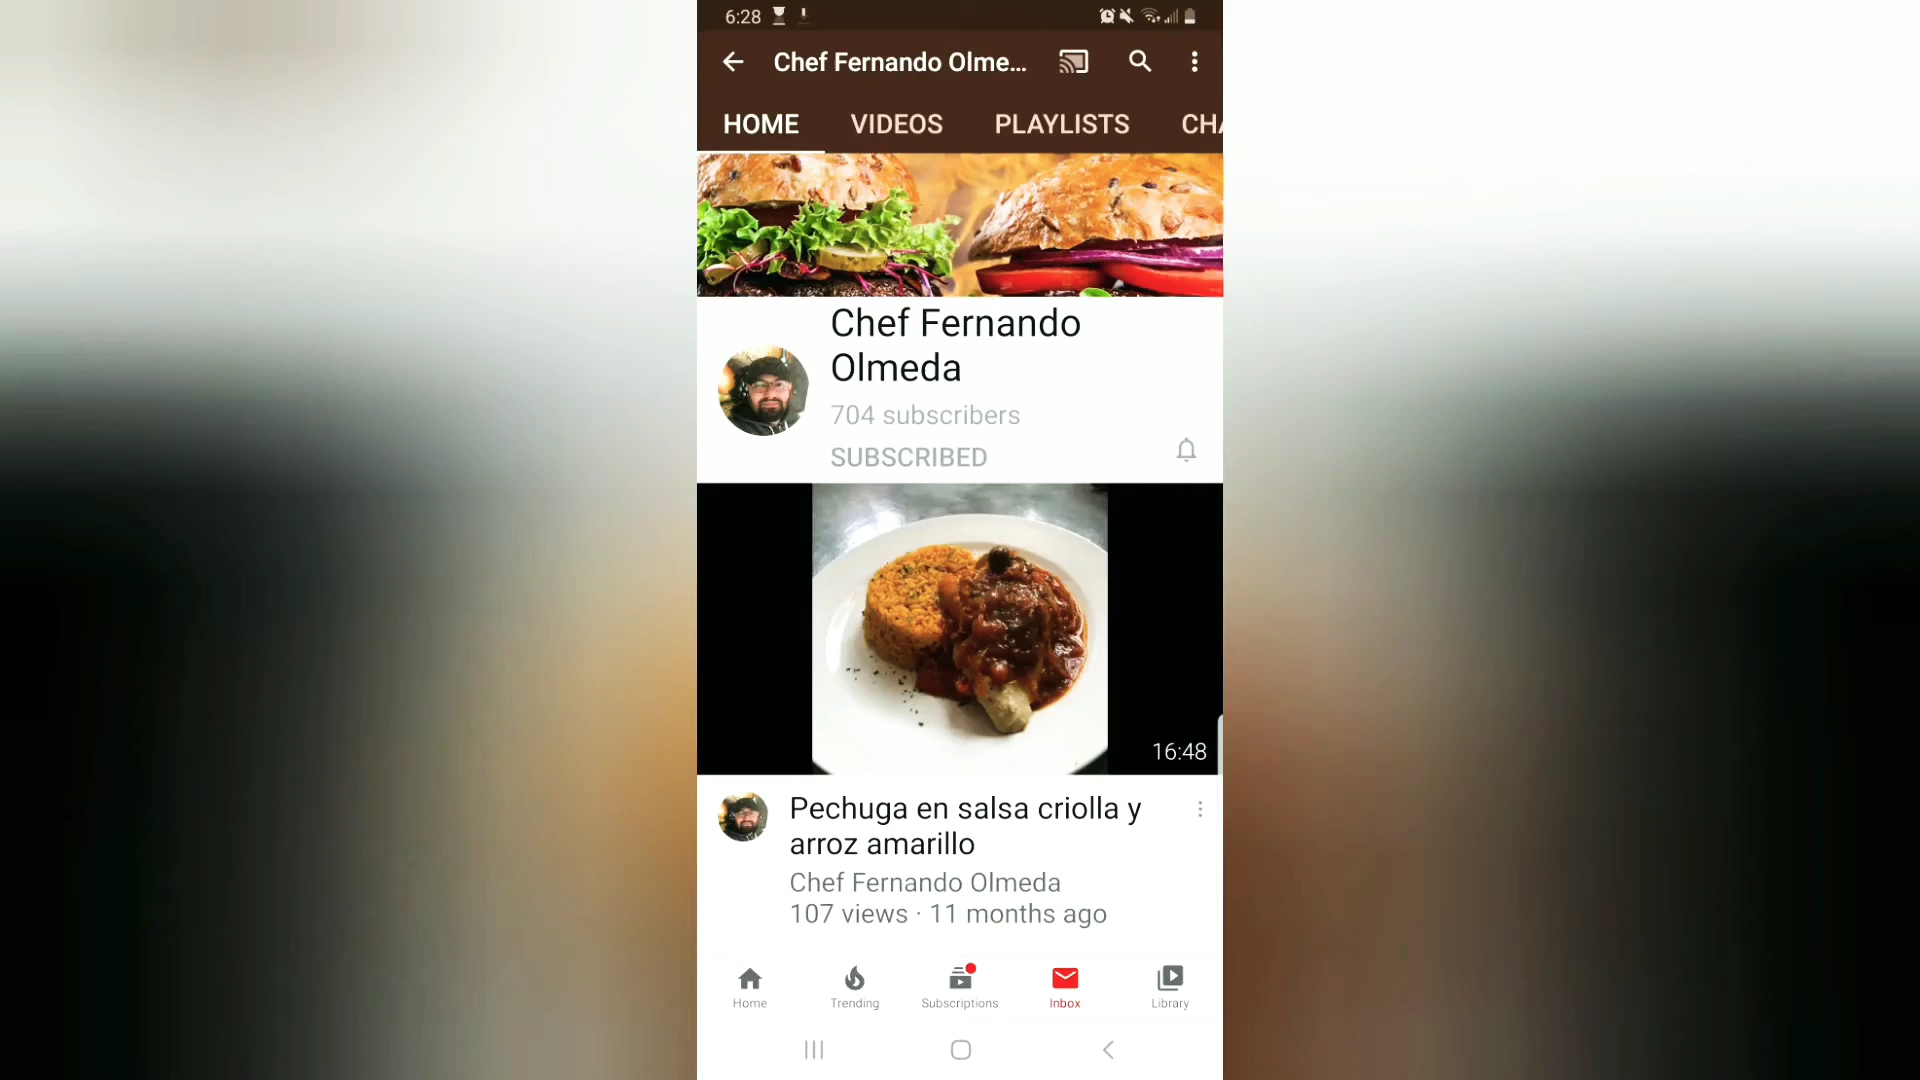 6:28
Chef Fernando Olme...
HOME VIDEOS PLAYLISTS CHA
Chef Fernando
Olmeda
704 subscribers
SUBSCRIBED
16:48
Pechuga en salsa criolla y
arroz amarillo
Chef Fernando Olmeda
107 views · 11 months ago
Home Trending Subscriptions Inbox Library